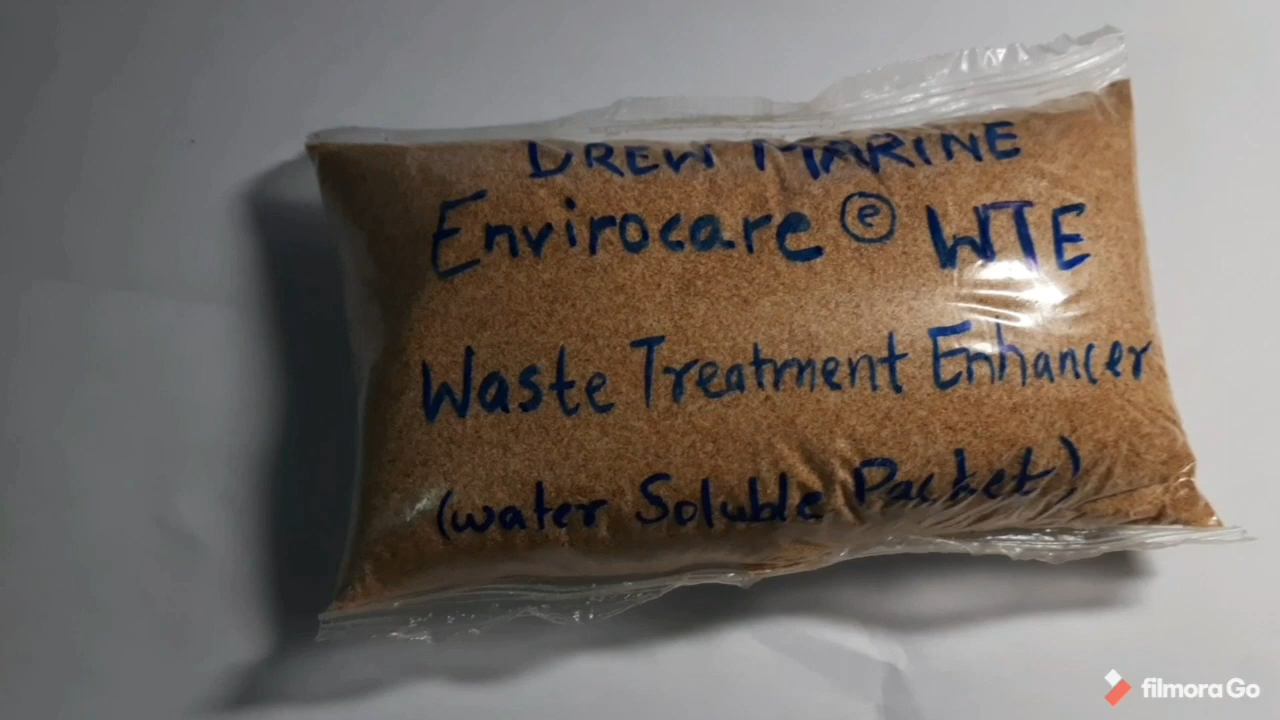 DREW MARINE
Envirocare ⓔ WTE
Waste Treatment Enhancer
(water Soluble Packet)
filmora Go